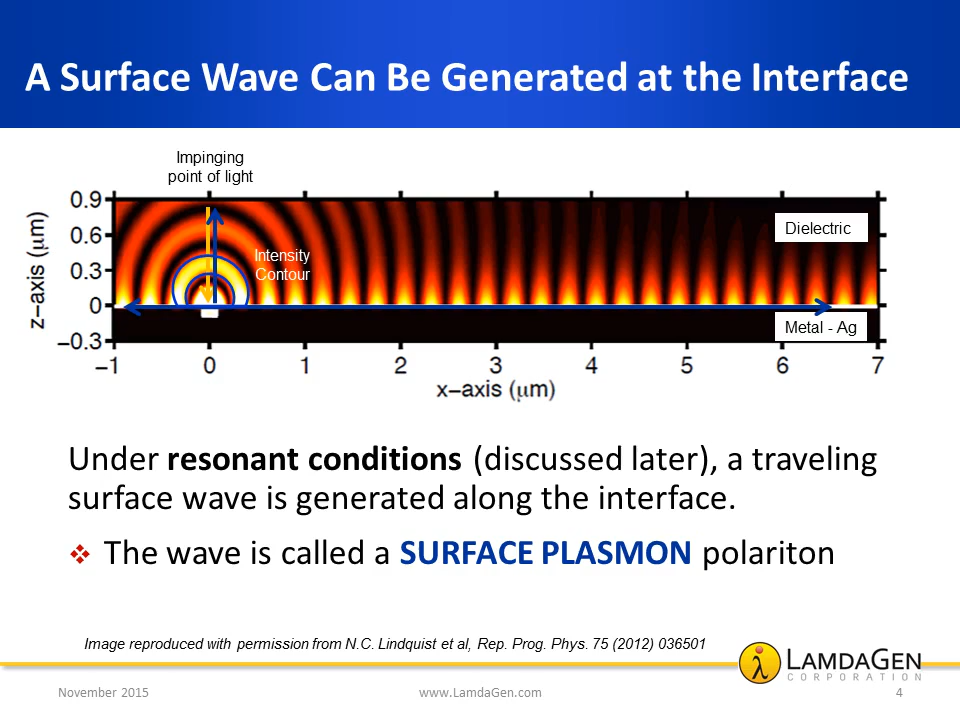 A Surface Wave Can Be Generated at the Interface
Impinging
point of light
0.9
0.6
0.3
0
−0.3
z−axis (μm)
Intensity
Contour
Dielectric
Metal - Ag
−1 0 1 2 3 4 5 6 7
x−axis (μm)
Under resonant conditions (discussed later), a traveling
surface wave is generated along the interface.
❖ The wave is called a SURFACE PLASMON polariton
Image reproduced with permission from N.C. Lindquist et al, Rep. Prog. Phys. 75 (2012) 036501
λ LAMDAGEN
CORPORATION
November 2015 www.LamdaGen.com 4